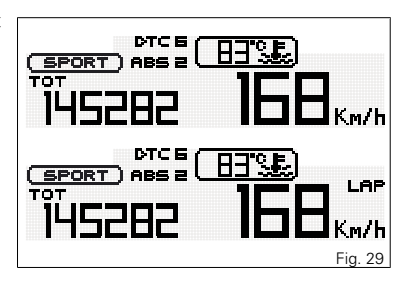 DTC 6
SPORT ABS 2 83°C
TOT
145282 168 Km/h
DTC 6
SPORT ABS 2 83°C
TOT LAP
145282 168 Km/h
Fig. 29